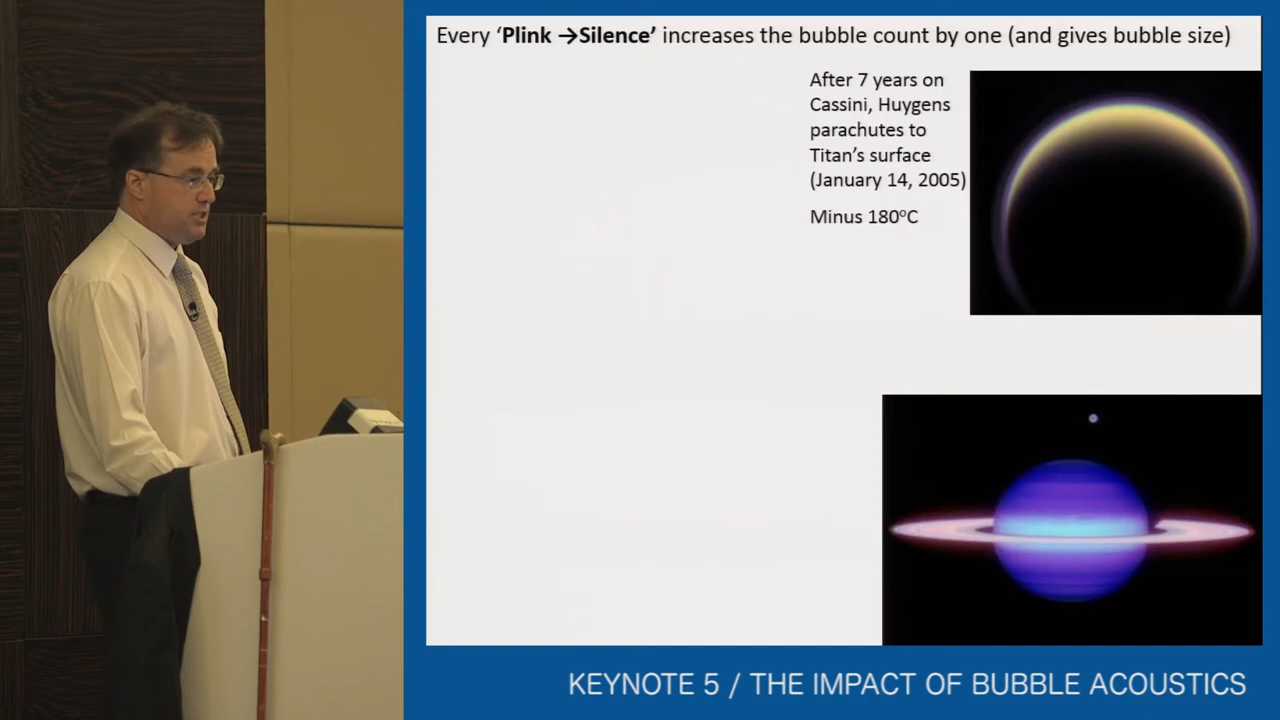 Every ‘Plink →Silence’ increases the bubble count by one (and gives bubble size)
After 7 years on
Cassini, Huygens
parachutes to
Titan’s surface
(January 14, 2005)
Minus 180°C
KEYNOTE 5 / THE IMPACT OF BUBBLE ACOUSTICS